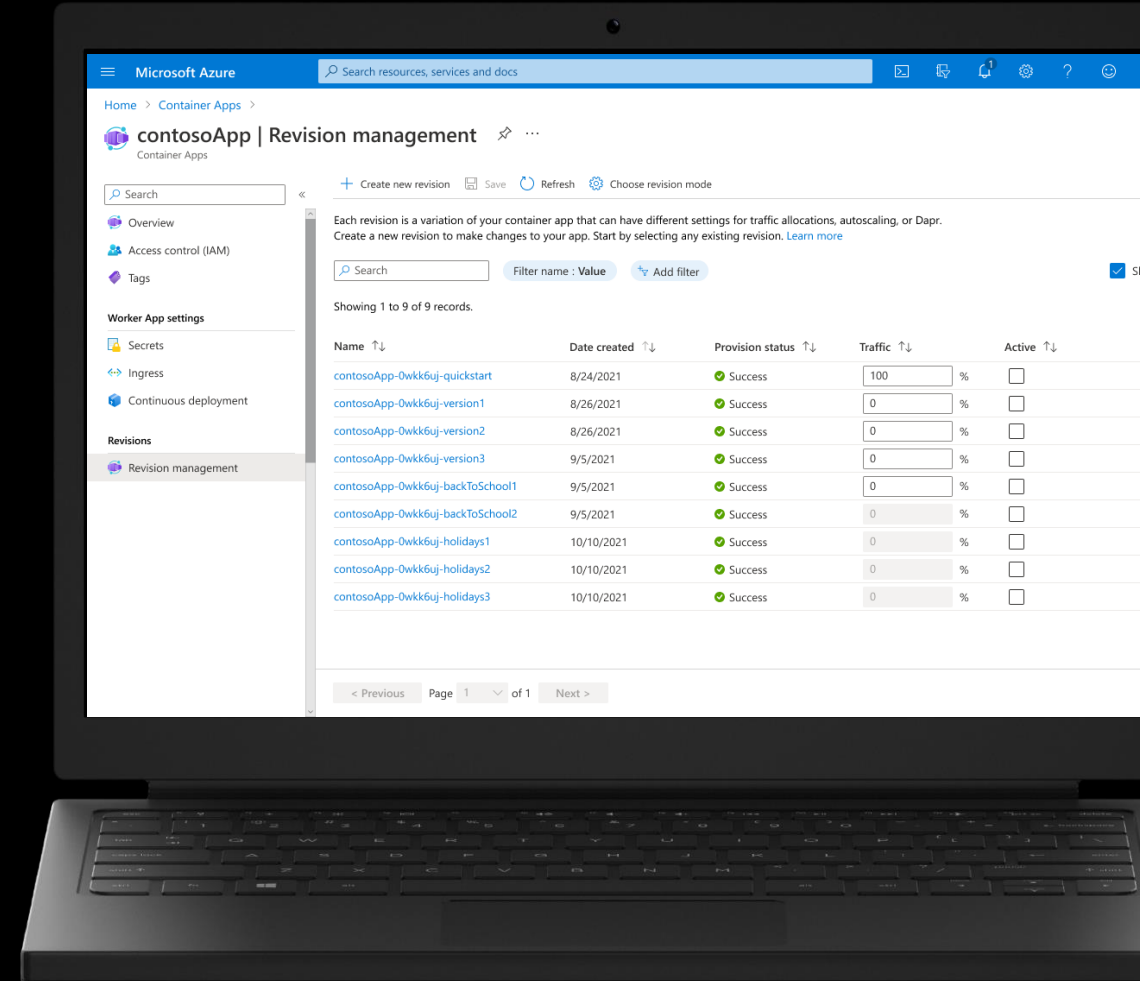 Microsoft Azure
Search resources, services and docs
1
Home > Container Apps >
contosoApp | Revision management
Container Apps
Search
«
Overview
Access control (IAM)
Tags
Worker App settings
Secrets
Ingress
Continuous deployment
Revisions
Revision management
Create new revision Save Refresh Choose revision mode
Each revision is a variation of your container app that can have different settings for traffic allocations, autoscaling, or Dapr.
Create a new revision to make changes to your app. Start by selecting any existing revision. Learn more
Search Filter name : Value Add filter
Showing 1 to 9 of 9 records.
Name Date created Provision status Traffic Active
contosoApp-0wkk6uj-quickstart 8/24/2021 Success 100 %
contosoApp-0wkk6uj-version1 8/26/2021 Success 0 %
contosoApp-0wkk6uj-version2 8/26/2021 Success 0 %
contosoApp-0wkk6uj-version3 9/5/2021 Success 0 %
contosoApp-0wkk6uj-backToSchool1 9/5/2021 Success 0 %
contosoApp-0wkk6uj-backToSchool2 9/5/2021 Success 0 %
contosoApp-0wkk6uj-holidays1 10/10/2021 Success 0 %
contosoApp-0wkk6uj-holidays2 10/10/2021 Success 0 %
contosoApp-0wkk6uj-holidays3 10/10/2021 Success 0 %
< Previous Page 1 of 1 Next >